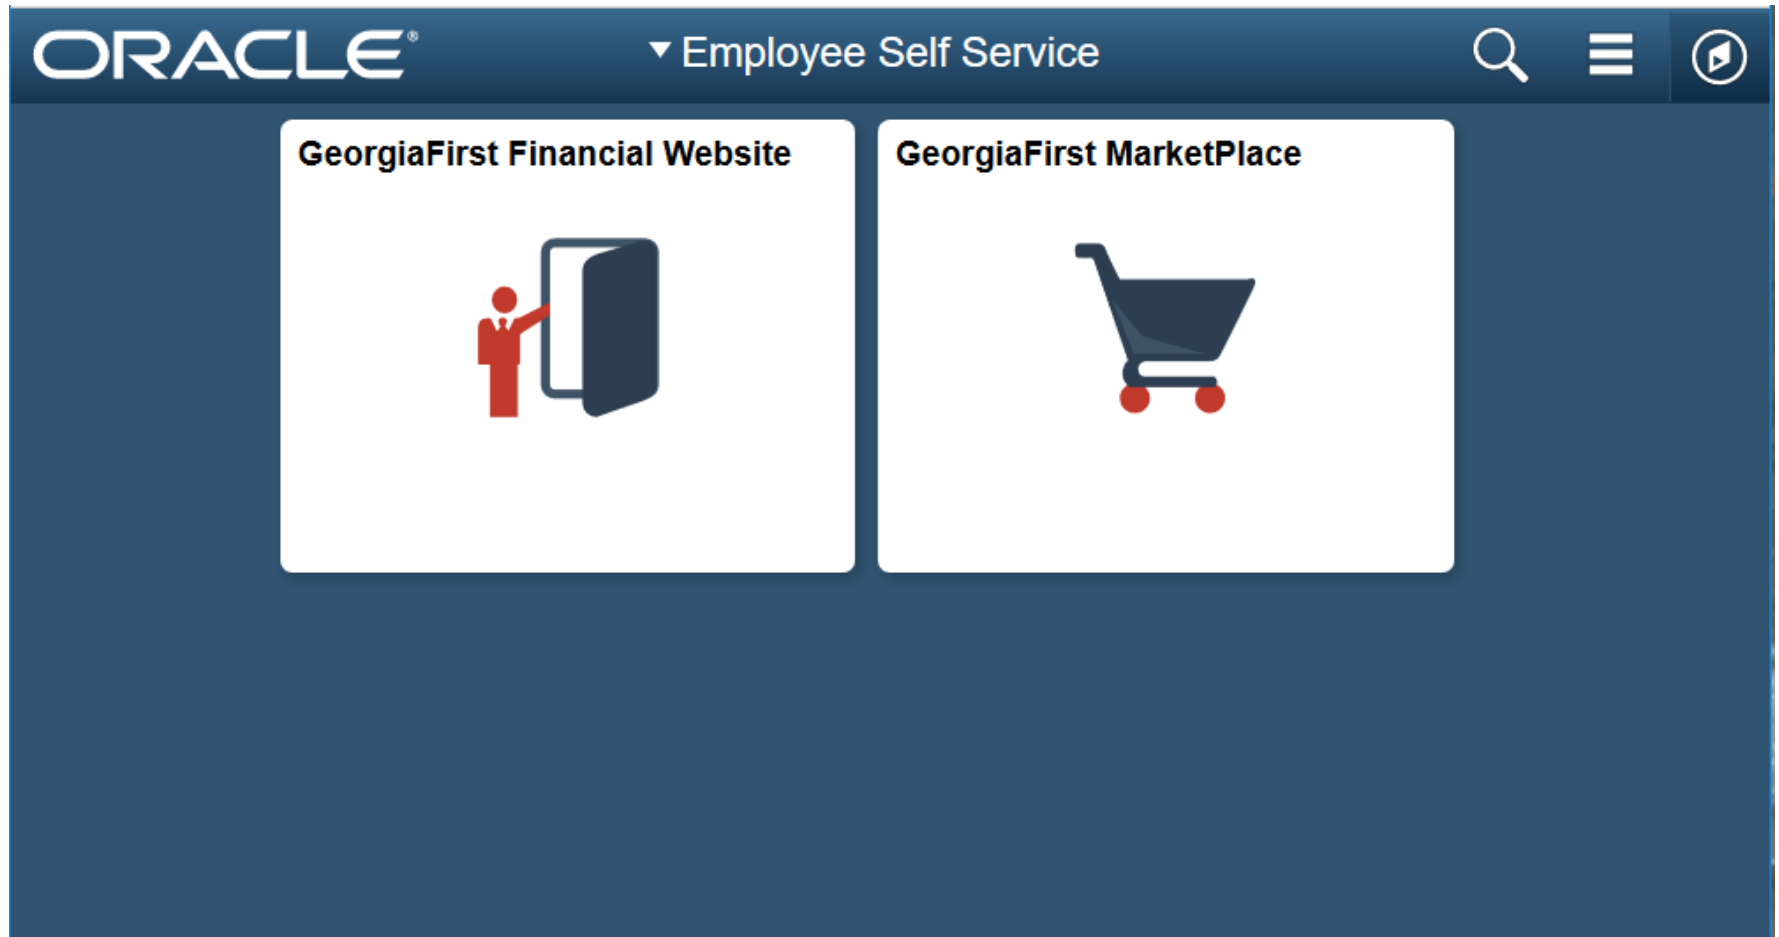 ORACLE®
Employee Self Service
GeorgiaFirst Financial Website
GeorgiaFirst MarketPlace